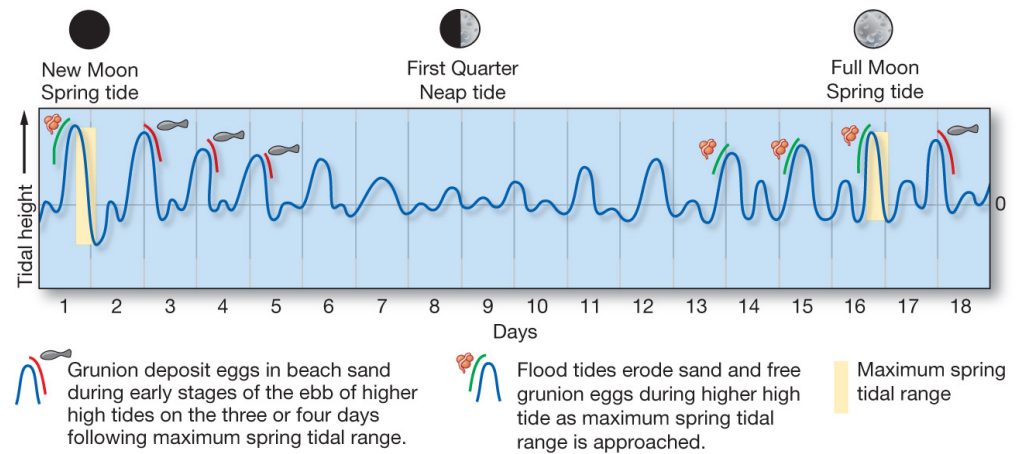 New Moon
Spring tide
First Quarter
Neap tide
Full Moon
Spring tide
Tidal height
0
1 2 3 4 5 6 7 8 9 10 11 12 13 14 15 16 17 18
Days
Grunion deposit eggs in beach sand
during early stages of the ebb of higher
high tides on the three or four days
following maximum spring tidal range.
Flood tides erode sand and free
grunion eggs during higher high
tide as maximum spring tidal
range is approached.
Maximum spring
tidal range